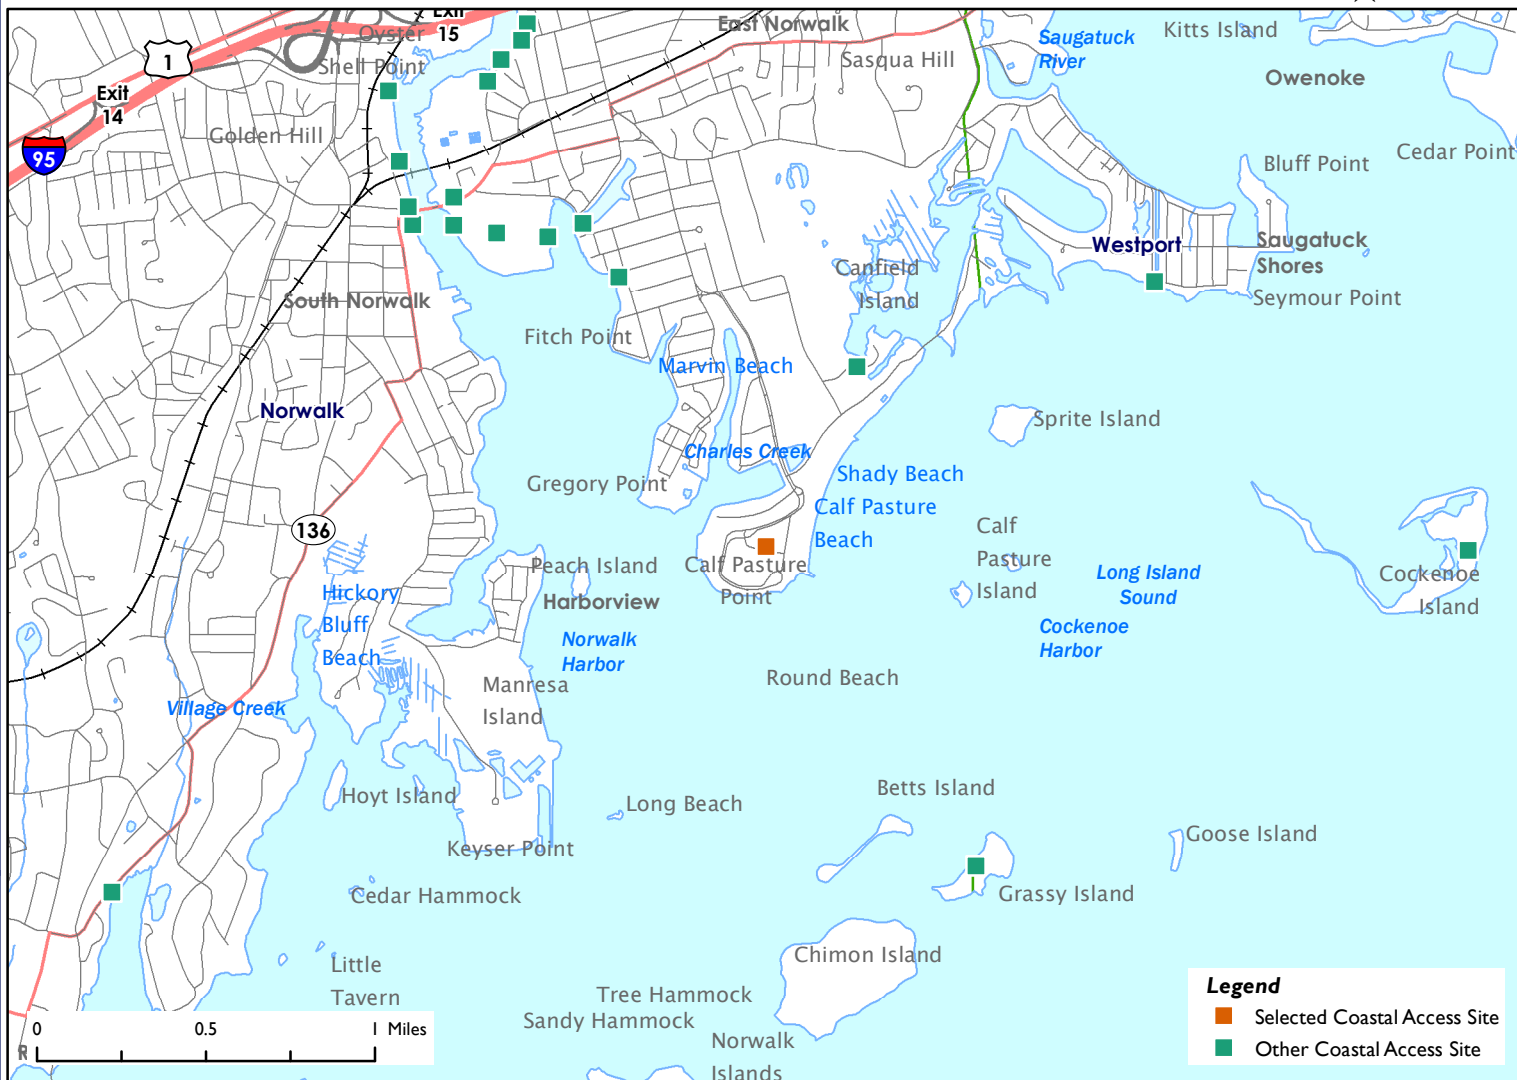 Exit
15
East Norwalk
Oyster
Shell Point
Saugatuck
River
Kitts Island
1
Sasqua Hill
Owenoke
Exit
14
Golden Hill
95
Bluff Point
Cedar Point
Westport
Saugatuck
Shores
Canfield
Island
South Norwalk
Seymour Point
Fitch Point
Marvin Beach
Norwalk
Sprite Island
Charles Creek
Gregory Point
Shady Beach
Calf Pasture
Beach
136
Calf
Pasture
Island
Peach Island
Calf Pasture
Point
Harborview
Hickory
Bluff
Beach
Long Island
Sound
Cockenoe
Island
Norwalk
Harbor
Cockenoe
Harbor
Round Beach
Manresa
Island
Village Creek
Hoyt Island
Long Beach
Betts Island
Goose Island
Keyser Point
Cedar Hammock
Grassy Island
Chimon Island
Little
Tavern
Tree Hammock
Sandy Hammock
Norwalk
Islands
0 0.5 1 Miles
R
Legend
Selected Coastal Access Site
Other Coastal Access Site